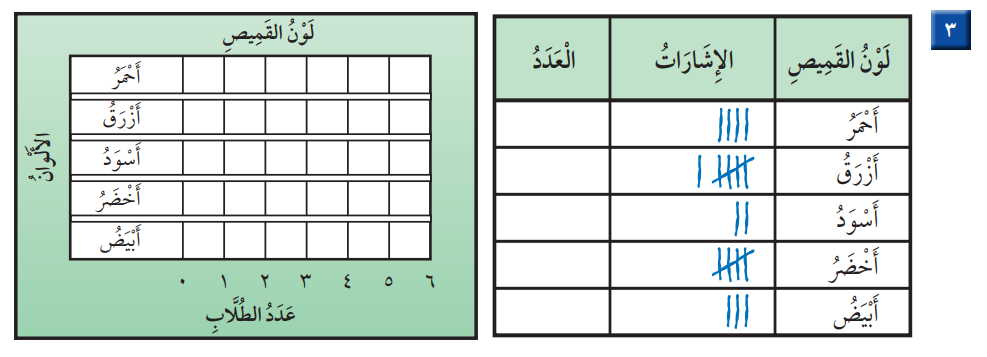 ٣
لَوْنُ القَمِيصِ الإِشَارَاتُ الْعَدَدُ
أَحْمَرُ
أَزْرَقُ
أَسْوَدُ
أَخْضَرُ
أَبْيَضُ
لَوْنُ القَمِيصِ
الأَلْوَانُ
أَحْمَرُ
أَزْرَقُ
أَسْوَدُ
أَخْضَرُ
أَبْيَضُ
٠ ١ ٢ ٣ ٤ ٥ ٦
عَدَدُ الطُّلَّابِ